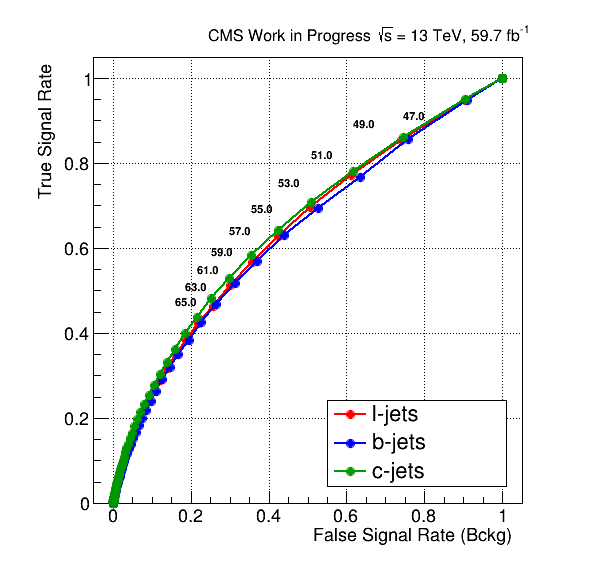 CMS Work in Progress √s = 13 TeV, 59.7 fb⁻¹
True Signal Rate
1
0.8
0.6
0.4
0.2
0
47.0
49.0
51.0
53.0
55.0
57.0
59.0
61.0
63.0
65.0
l-jets
b-jets
c-jets
0 0.2 0.4 0.6 0.8 1
False Signal Rate (Bckg)